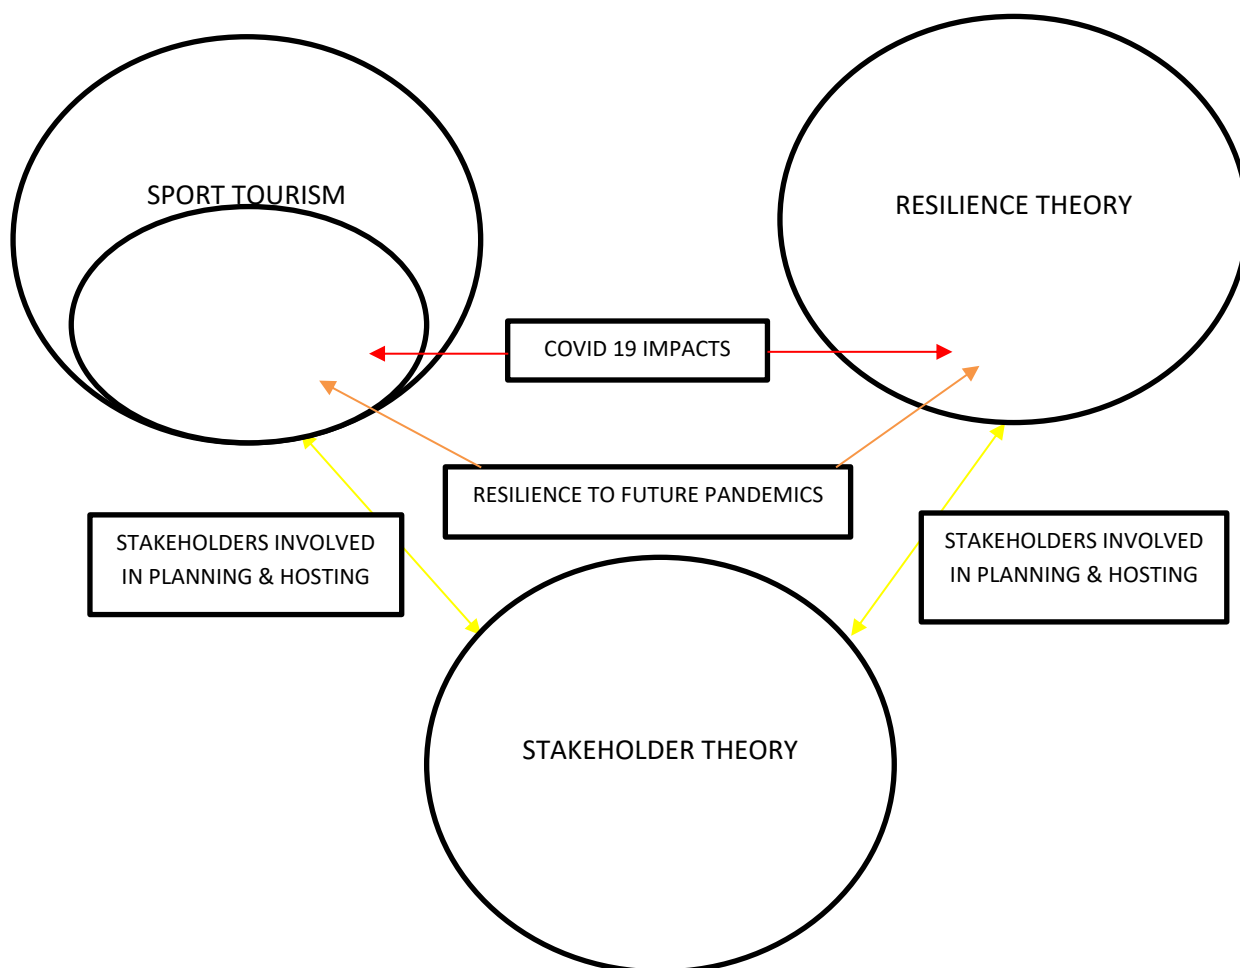 SPORT TOURISM
RESILIENCE THEORY
COVID 19 IMPACTS
RESILIENCE TO FUTURE PANDEMICS
STAKEHOLDERS INVOLVED
IN PLANNING & HOSTING
STAKEHOLDERS INVOLVED
IN PLANNING & HOSTING
STAKEHOLDER THEORY